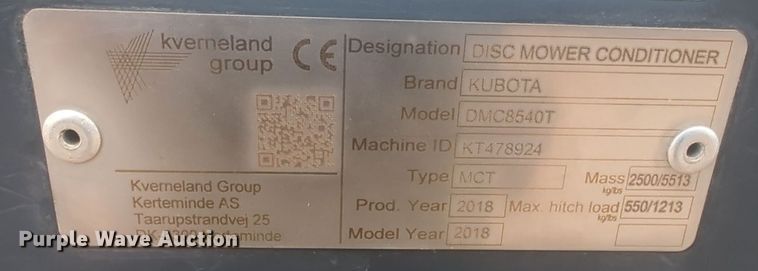 kverneland
group
CE
Kverneland Group
Kerteminde AS
Taarupstrandvej 25
Designation DISC MOWER CONDITIONER
Brand KUBOTA
Model DMC8540T
Machine ID KT478924
Type MCT Mass kg/lbs 2500/5513
Prod. Year 2018 Max. hitch load kg/lbs 550/1213
Model Year 2018
Purple Wave Auction